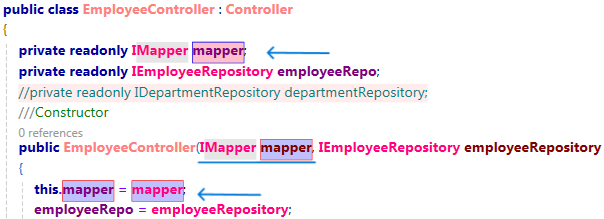 public class EmployeeController : Controller
{
private readonly IMapper mapper;
private readonly IEmployeeRepository employeeRepo;
//private readonly IDepartmentRepository departmentRepository;
///Constructor
0 references
public EmployeeController(IMapper mapper, IEmployeeRepository employeeRepository
{
this.mapper = mapper;
employeeRepo = employeeRepository;